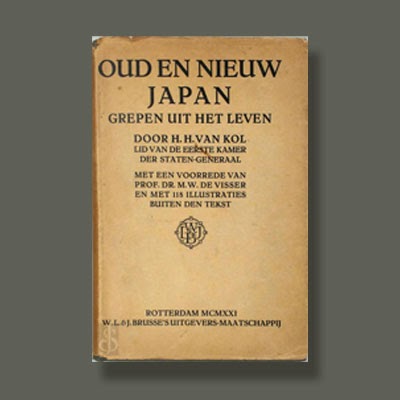 OUD EN NIEUW
JAPAN
GREPEN UIT HET LEVEN
DOOR H. H. VAN KOL
LID VAN DE EERSTE KAMER
DER STATEN-GENERAAL
MET EEN VOORREDE VAN
PROF. DR. M. W. DE VISSER
EN MET 118 ILLUSTRATIES
BUITEN DEN TEKST
ROTTERDAM MCMXXI
W. L. & J. BRUSSE'S UITGEVERS-MAATSCHAPPIJ